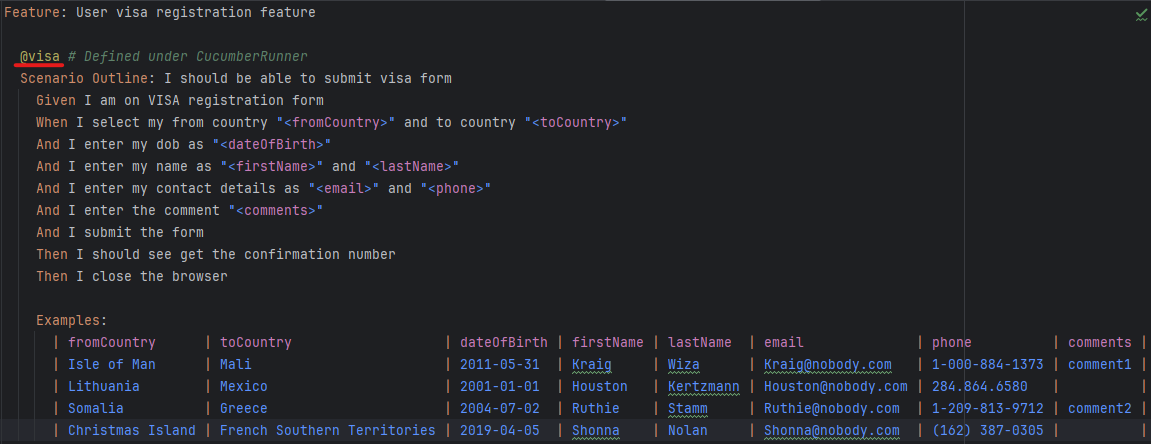 Feature: User visa registration feature
@visa # Defined under CucumberRunner
Scenario Outline: I should be able to submit visa form
Given I am on VISA registration form
When I select my from country "<fromCountry>" and to country "<toCountry>"
And I enter my dob as "<dateOfBirth>"
And I enter my name as "<firstName>" and "<lastName>"
And I enter my contact details as "<email>" and "<phone>"
And I enter the comment "<comments>"
And I submit the form
Then I should see get the confirmation number
Then I close the browser
Examples:
| fromCountry | toCountry | dateOfBirth | firstName | lastName | email | phone | comments |
| Isle of Man | Mali | 2011-05-31 | Kraig | Wiza | Kraig@nobody.com | 1-000-884-1373 | comment1 |
| Lithuania | Mexico | 2001-01-01 | Houston | Kertzmann | Houston@nobody.com | 284.864.6580 | |
| Somalia | Greece | 2004-07-02 | Ruthie | Stamm | Ruthie@nobody.com | 1-209-813-9712 | comment2 |
| Christmas Island | French Southern Territories | 2019-04-05 | Shonna | Nolan | Shonna@nobody.com | (162) 387-0305 | |